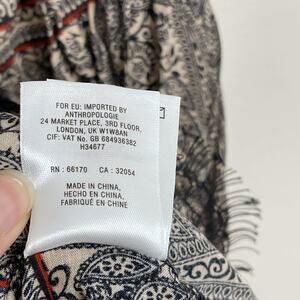 FOR EU: IMPORTED BY
ANTHROPOLOGIE
24 MARKET PLACE, 3RD FLOOR,
LONDON, UK W1W8AN
CIF: VAT No: GB 684936382
H34677
RN : 66170 CA : 32054
MADE IN CHINA,
HECHO EN CHINA,
FABRIQUÉ EN CHINE